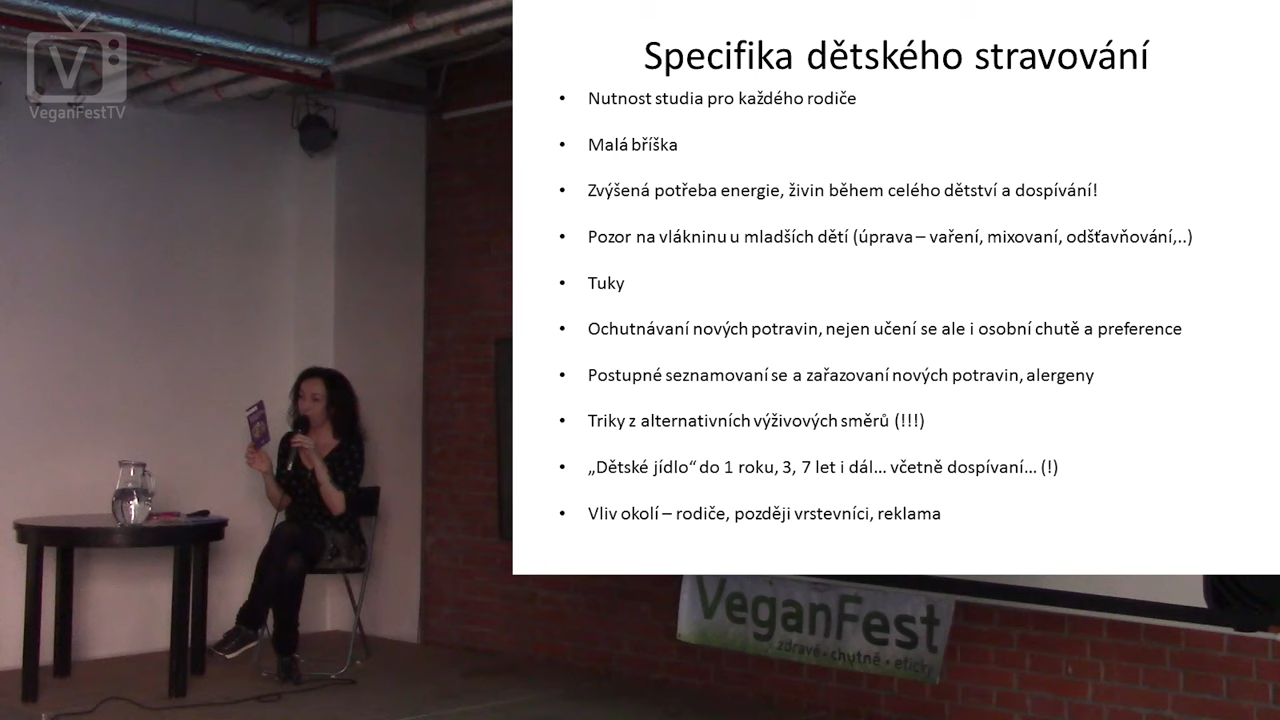 V
VeganFestTV
Specifika dětského stravování
• Nutnost studia pro každého rodiče
• Malá bříška
• Zvýšená potřeba energie, živin během celého dětství a dospívání!
• Pozor na vlákninu u mladších dětí (úprava – vaření, mixovaní, odšťavňování,..)
• Tuky
• Ochutnávaní nových potravin, nejen učení se ale i osobní chutě a preference
• Postupné seznamovaní se a zařazovaní nových potravin, alergeny
• Triky z alternativních výživových směrů (!!!)
• „Dětské jídlo“ do 1 roku, 3, 7 let i dál… včetně dospívaní… (!)
• Vliv okolí – rodiče, později vrstevníci, reklama
VeganFest
zdravě • chutně • eticky